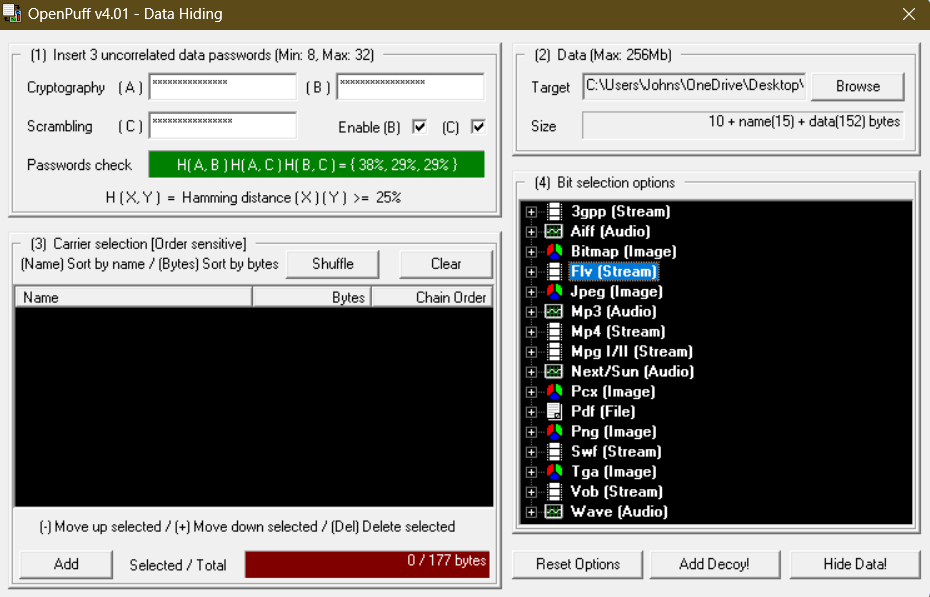 OpenPuff v4.01 - Data Hiding
(1) Insert 3 uncorrelated data passwords (Min: 8, Max: 32)
Cryptography (A) *************** (B) *****************
Scrambling (C) **************** Enable (B) (C)
Passwords check H(A,B) H(A,C) H(B,C) = { 38%, 29%, 29% }
H (X,Y) = Hamming distance (X)(Y) >= 25%
(2) Data (Max: 256Mb)
Target C:\Users\Johns\OneDrive\Desktop\ Browse
Size 10 + name(15) + data(152) bytes
(3) Carrier selection [Order sensitive]
(Name) Sort by name / (Bytes) Sort by bytes Shuffle Clear
Name Bytes Chain Order
(-) Move up selected / (+) Move down selected / (Del) Delete selected
Add Selected / Total 0 / 177 bytes
(4) Bit selection options
3gpp (Stream)
Aiff (Audio)
Bitmap (Image)
Flv (Stream)
Jpeg (Image)
Mp3 (Audio)
Mp4 (Stream)
Mpg I/II (Stream)
Next/Sun (Audio)
Pcx (Image)
Pdf (File)
Png (Image)
Swf (Stream)
Tga (Image)
Vob (Stream)
Wave (Audio)
Reset Options Add Decoy! Hide Data!